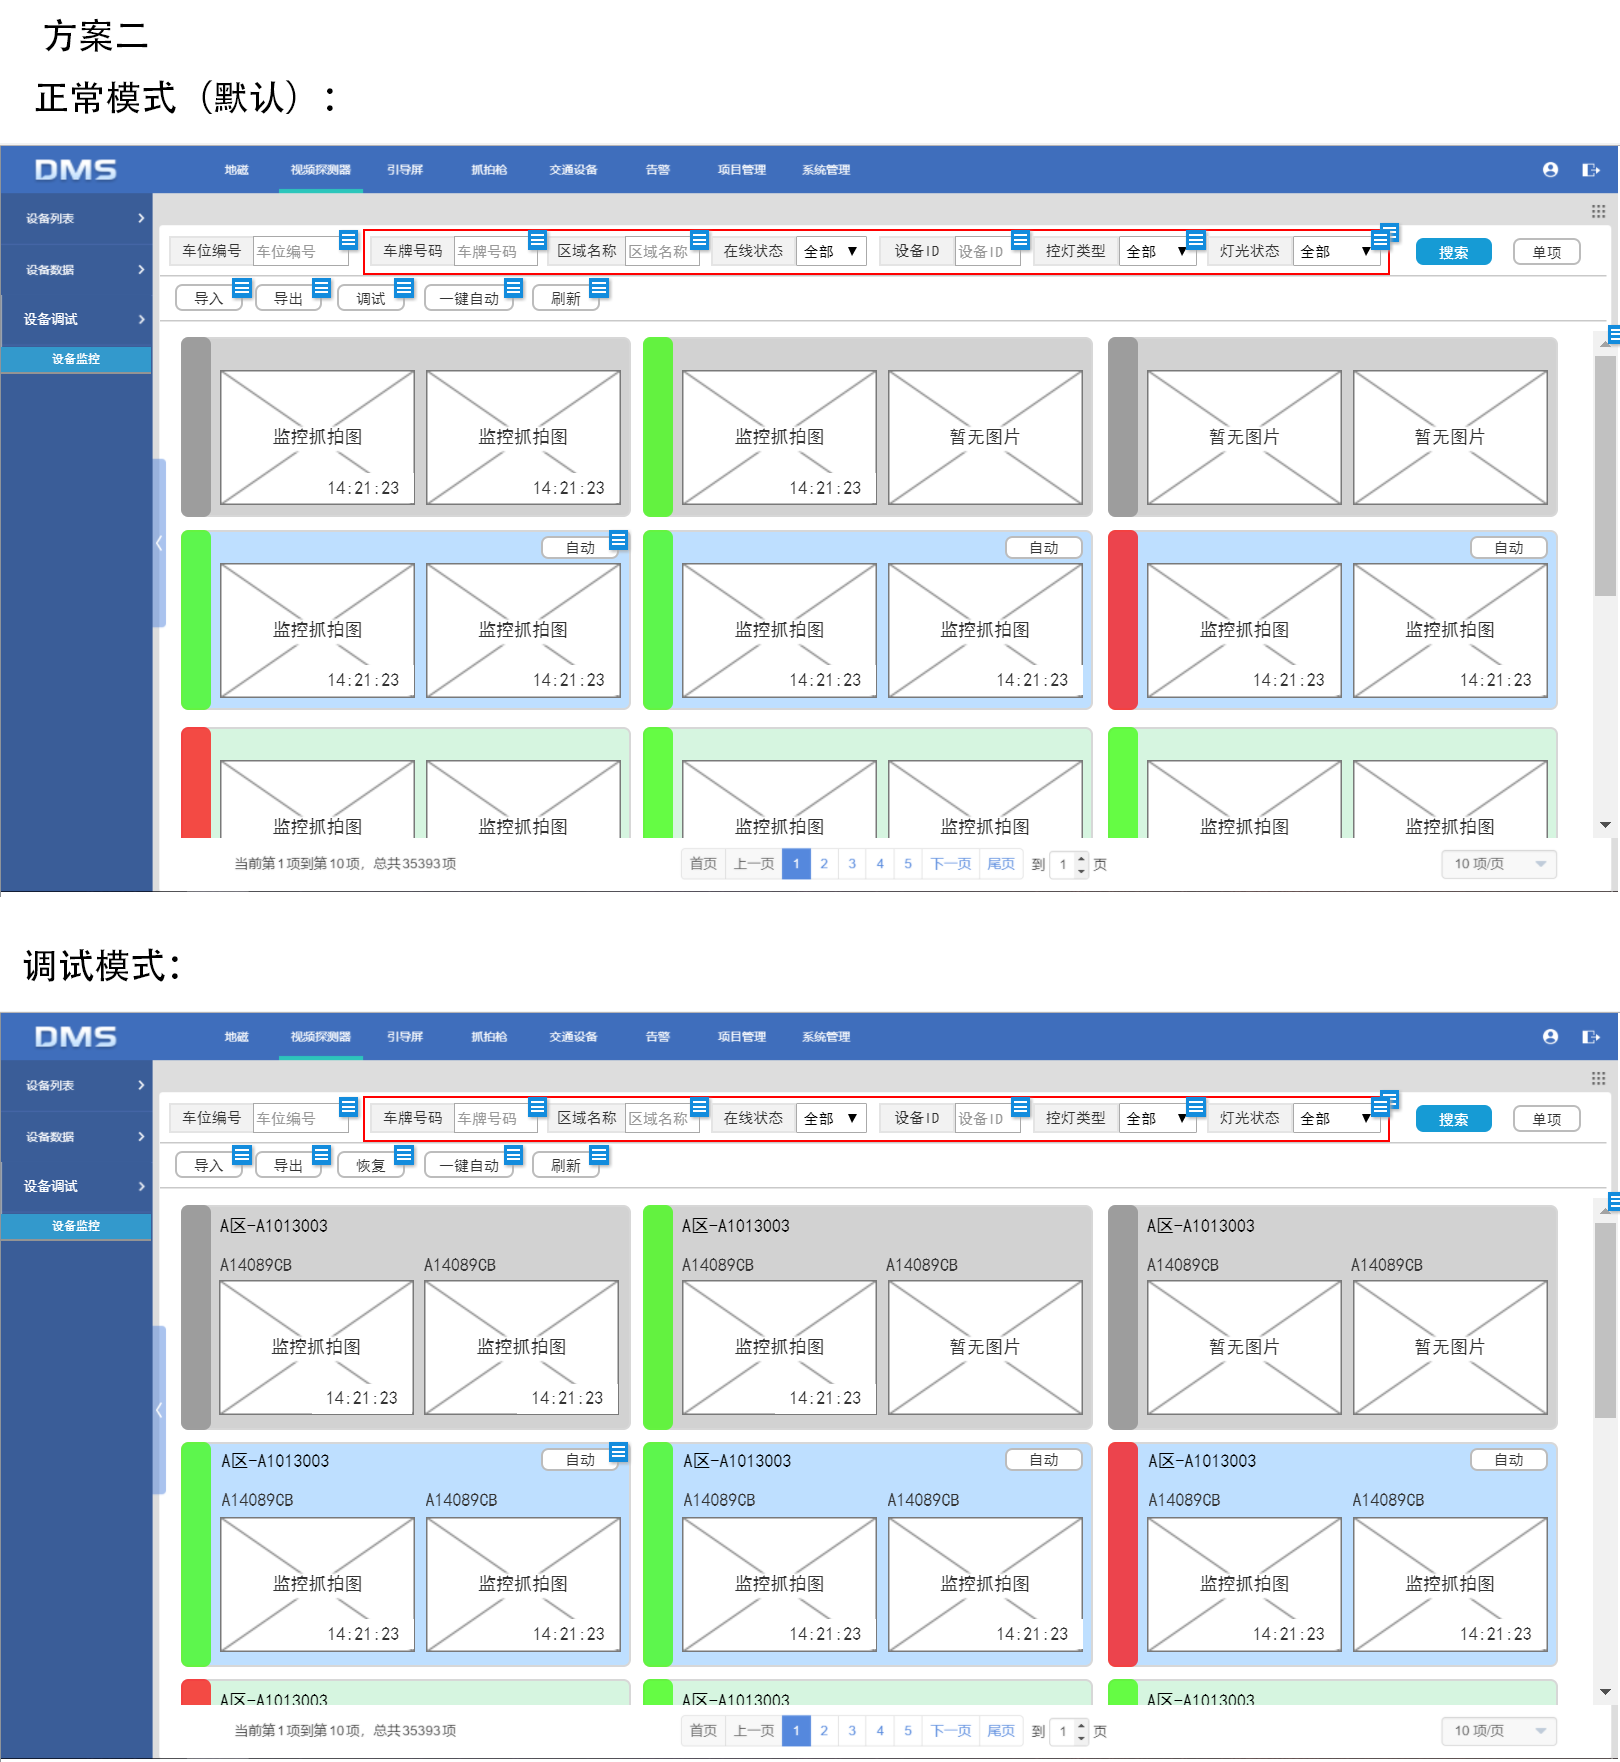 方案二
正常模式（默认）：
DMS 地磁 视频探测器 引导屏 抓拍枪 交通设备 告警 项目管理 系统管理
设备列表
设备数据
设备调试
设备监控
车位编号 车位编号 车牌号码 车牌号码 区域名称 区域名称 在线状态 全部 ▼ 设备ID 设备ID 控灯类型 全部 ▼ 灯光状态 全部 ▼ 搜索 单项
导入 导出 调试 一键自动 刷新
监控抓拍图 监控抓拍图 监控抓拍图 暂无图片 暂无图片 暂无图片
14:21:23 14:21:23 14:21:23
自动 自动 自动
监控抓拍图 监控抓拍图 监控抓拍图 监控抓拍图 监控抓拍图 监控抓拍图
14:21:23 14:21:23 14:21:23 14:21:23 14:21:23 14:21:23
监控抓拍图 监控抓拍图 监控抓拍图 监控抓拍图 监控抓拍图 监控抓拍图
当前第1项到第10项，总共35393项 首页 上一页 1 2 3 4 5 下一页 尾页 到 1 页 10 项/页
调试模式：
DMS 地磁 视频探测器 引导屏 抓拍枪 交通设备 告警 项目管理 系统管理
设备列表
设备数据
设备调试
设备监控
车位编号 车位编号 车牌号码 车牌号码 区域名称 区域名称 在线状态 全部 ▼ 设备ID 设备ID 控灯类型 全部 ▼ 灯光状态 全部 ▼ 搜索 单项
导入 导出 恢复 一键自动 刷新
A区-A1013003 A区-A1013003 A区-A1013003
A14089CB A14089CB A14089CB A14089CB A14089CB A14089CB
监控抓拍图 监控抓拍图 监控抓拍图 暂无图片 暂无图片 暂无图片
14:21:23 14:21:23 14:21:23
A区-A1013003 自动 A区-A1013003 自动 A区-A1013003 自动
A14089CB A14089CB A14089CB A14089CB A14089CB A14089CB
监控抓拍图 监控抓拍图 监控抓拍图 监控抓拍图 监控抓拍图 监控抓拍图
14:21:23 14:21:23 14:21:23 14:21:23 14:21:23 14:21:23
A区-A1013003 A区-A1013003 A区-A1013003
当前第1项到第10项，总共35393项 首页 上一页 1 2 3 4 5 下一页 尾页 到 1 页 10 项/页